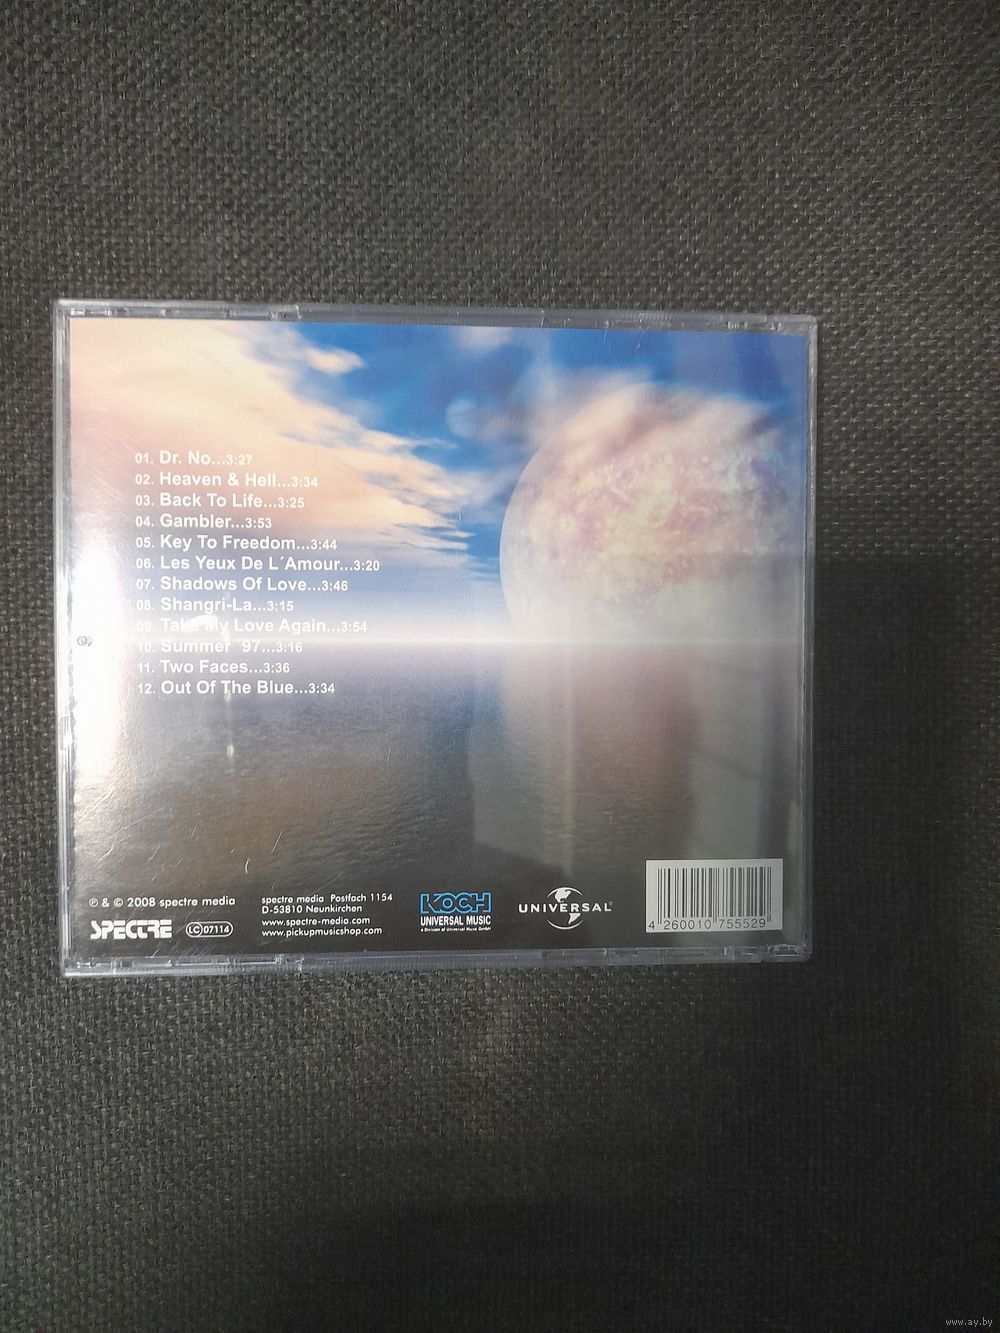 01. Dr. No...3:27
02. Heaven & Hell...3:34
03. Back To Life...3:25
04. Gambler...3:53
05. Key To Freedom...3:44
06. Les Yeux De L´Amour...3:20
07. Shadows Of Love...3:46
08. Shangri-La...3:15
09. Take My Love Again...3:54
10. Summer ´97...3:16
11. Two Faces...3:36
12. Out Of The Blue...3:34
℗ & © 2008 spectre media
SPECTRE
LC 07114
spectre media Postfach 1154
D-53810 Neunkirchen
www.spectre-media.com
www.pickupmusicshop.com
KOCH
UNIVERSAL MUSIC
a Division of Universal Music GmbH
UNIVERSAL
4 260010 755529
www.ay.by